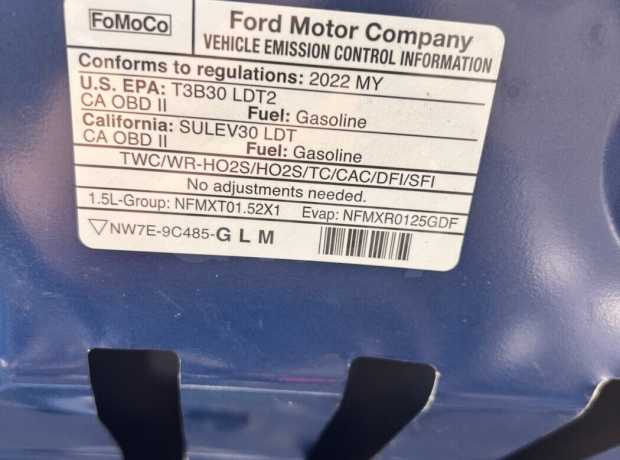 FoMoCo
Ford Motor Company
VEHICLE EMISSION CONTROL INFORMATION
Conforms to regulations: 2022 MY
U.S. EPA: T3B30 LDT2
CA OBD II Fuel: Gasoline
California: SULEV30 LDT
CA OBD II Fuel: Gasoline
TWC/WR-HO2S/HO2S/TC/CAC/DFI/SFI
No adjustments needed.
1.5L-Group: NFMXT01.52X1 Evap: NFMXR0125GDF
NW7E-9C485-GLM